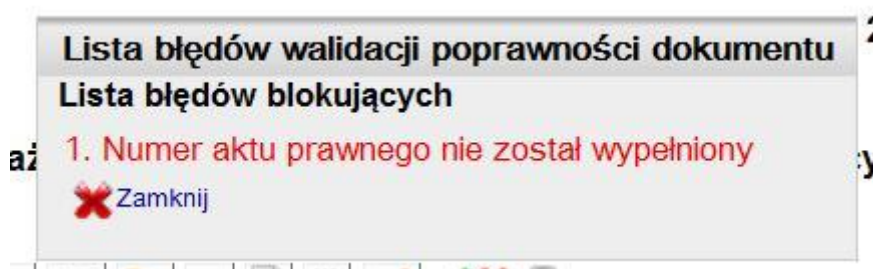 Lista błędów walidacji poprawności dokumentu
Lista błędów blokujących
1. Numer aktu prawnego nie został wypełniony
Zamknij